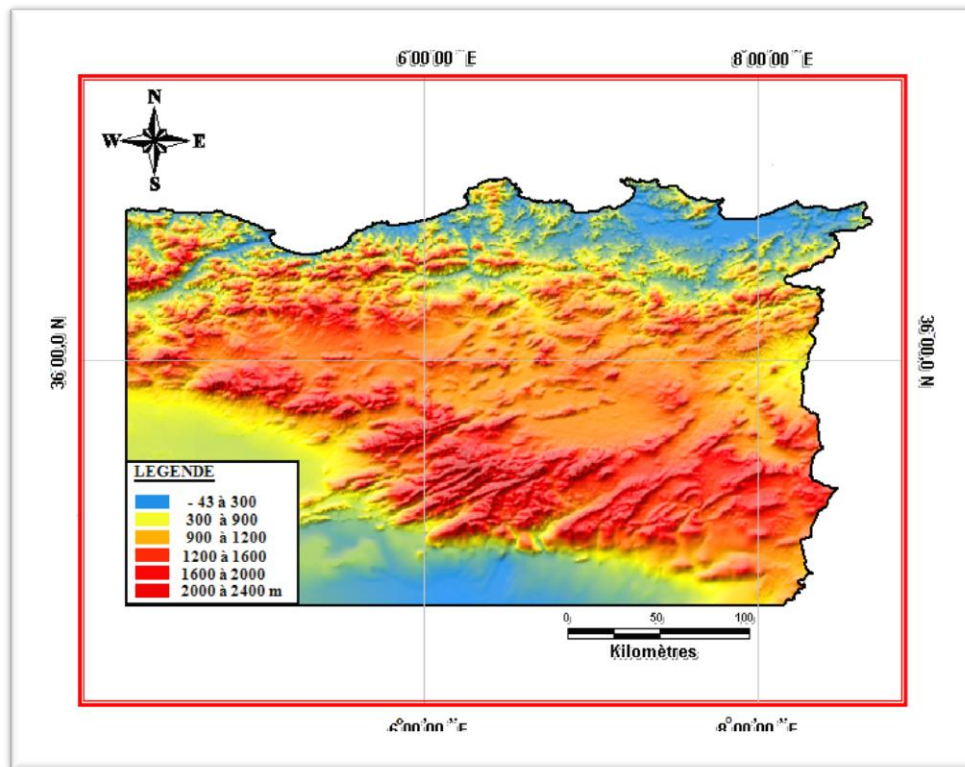 6°00'00"E 8°00'00"E
N
W E
S
36°00,0 N 36°00,0 N
LEGENDE
- 43 à 300
300 à 900
900 à 1200
1200 à 1600
1600 à 2000
2000 à 2400 m
0 50 100
Kilomètres
6°00'00"E 8°00'00"E